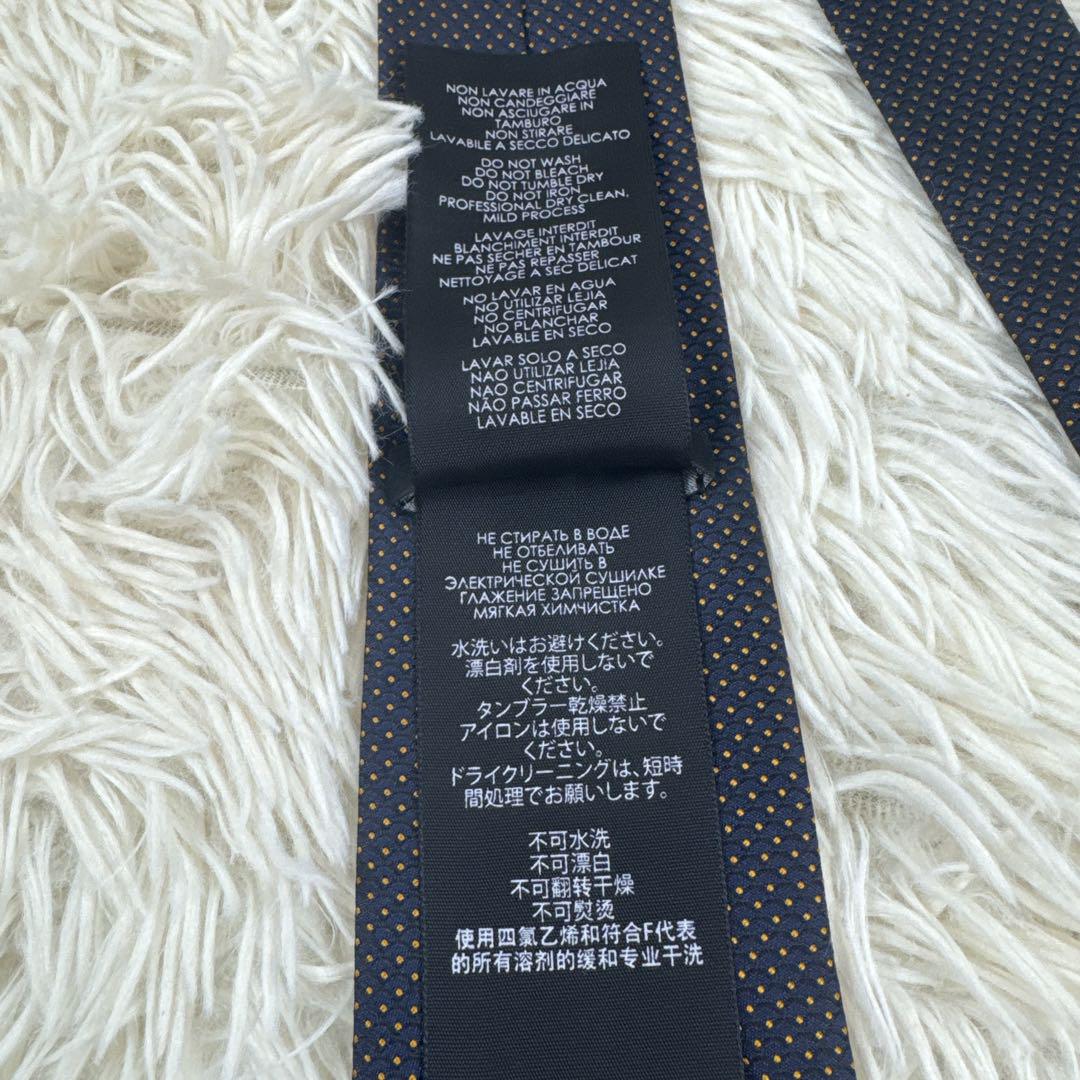 NON LAVARE IN ACQUA
NON CANDEGGIARE
NON ASCIUGARE IN
TAMBURO
NON STIRARE
LAVABILE A SECCO DELICATO
DO NOT WASH
DO NOT BLEACH
DO NOT TUMBLE DRY
DO NOT IRON
PROFESSIONAL DRY CLEAN,
MILD PROCESS
LAVAGE INTERDIT
BLANCHIMENT INTERDIT
NE PAS SECHER EN TAMBOUR
NE PAS REPASSER
NETTOYAGE A SEC DELICAT
NO LAVAR EN AGUA
NO UTILIZAR LEJIA
NO CENTRIFUGAR
NO PLANCHAR
LAVABLE EN SECO
LAVAR SOLO A SECO
NAO UTILIZAR LEJIA
NAO CENTRIFUGAR
NÃO PASSAR FERRO
LAVABLE EN SECO
НЕ СТИРАТЬ В ВОДЕ
НЕ ОТБЕЛИВАТЬ
НЕ СУШИТЬ В
ЭЛЕКТРИЧЕСКОЙ СУШИЛКЕ
ГЛАЖЕНИЕ ЗАПРЕЩЕНО
МЯГКАЯ ХИМЧИСТКА
水洗いはお避けください。
漂白剤を使用しないで
ください。
タンブラー乾燥禁止
アイロンは使用しないで
ください。
ドライクリーニングは、短時
間処理でお願いします。
不可水洗
不可漂白
不可翻转干燥
不可熨烫
使用四氯乙烯和符合F代表
的所有溶剂的缓和专业干洗